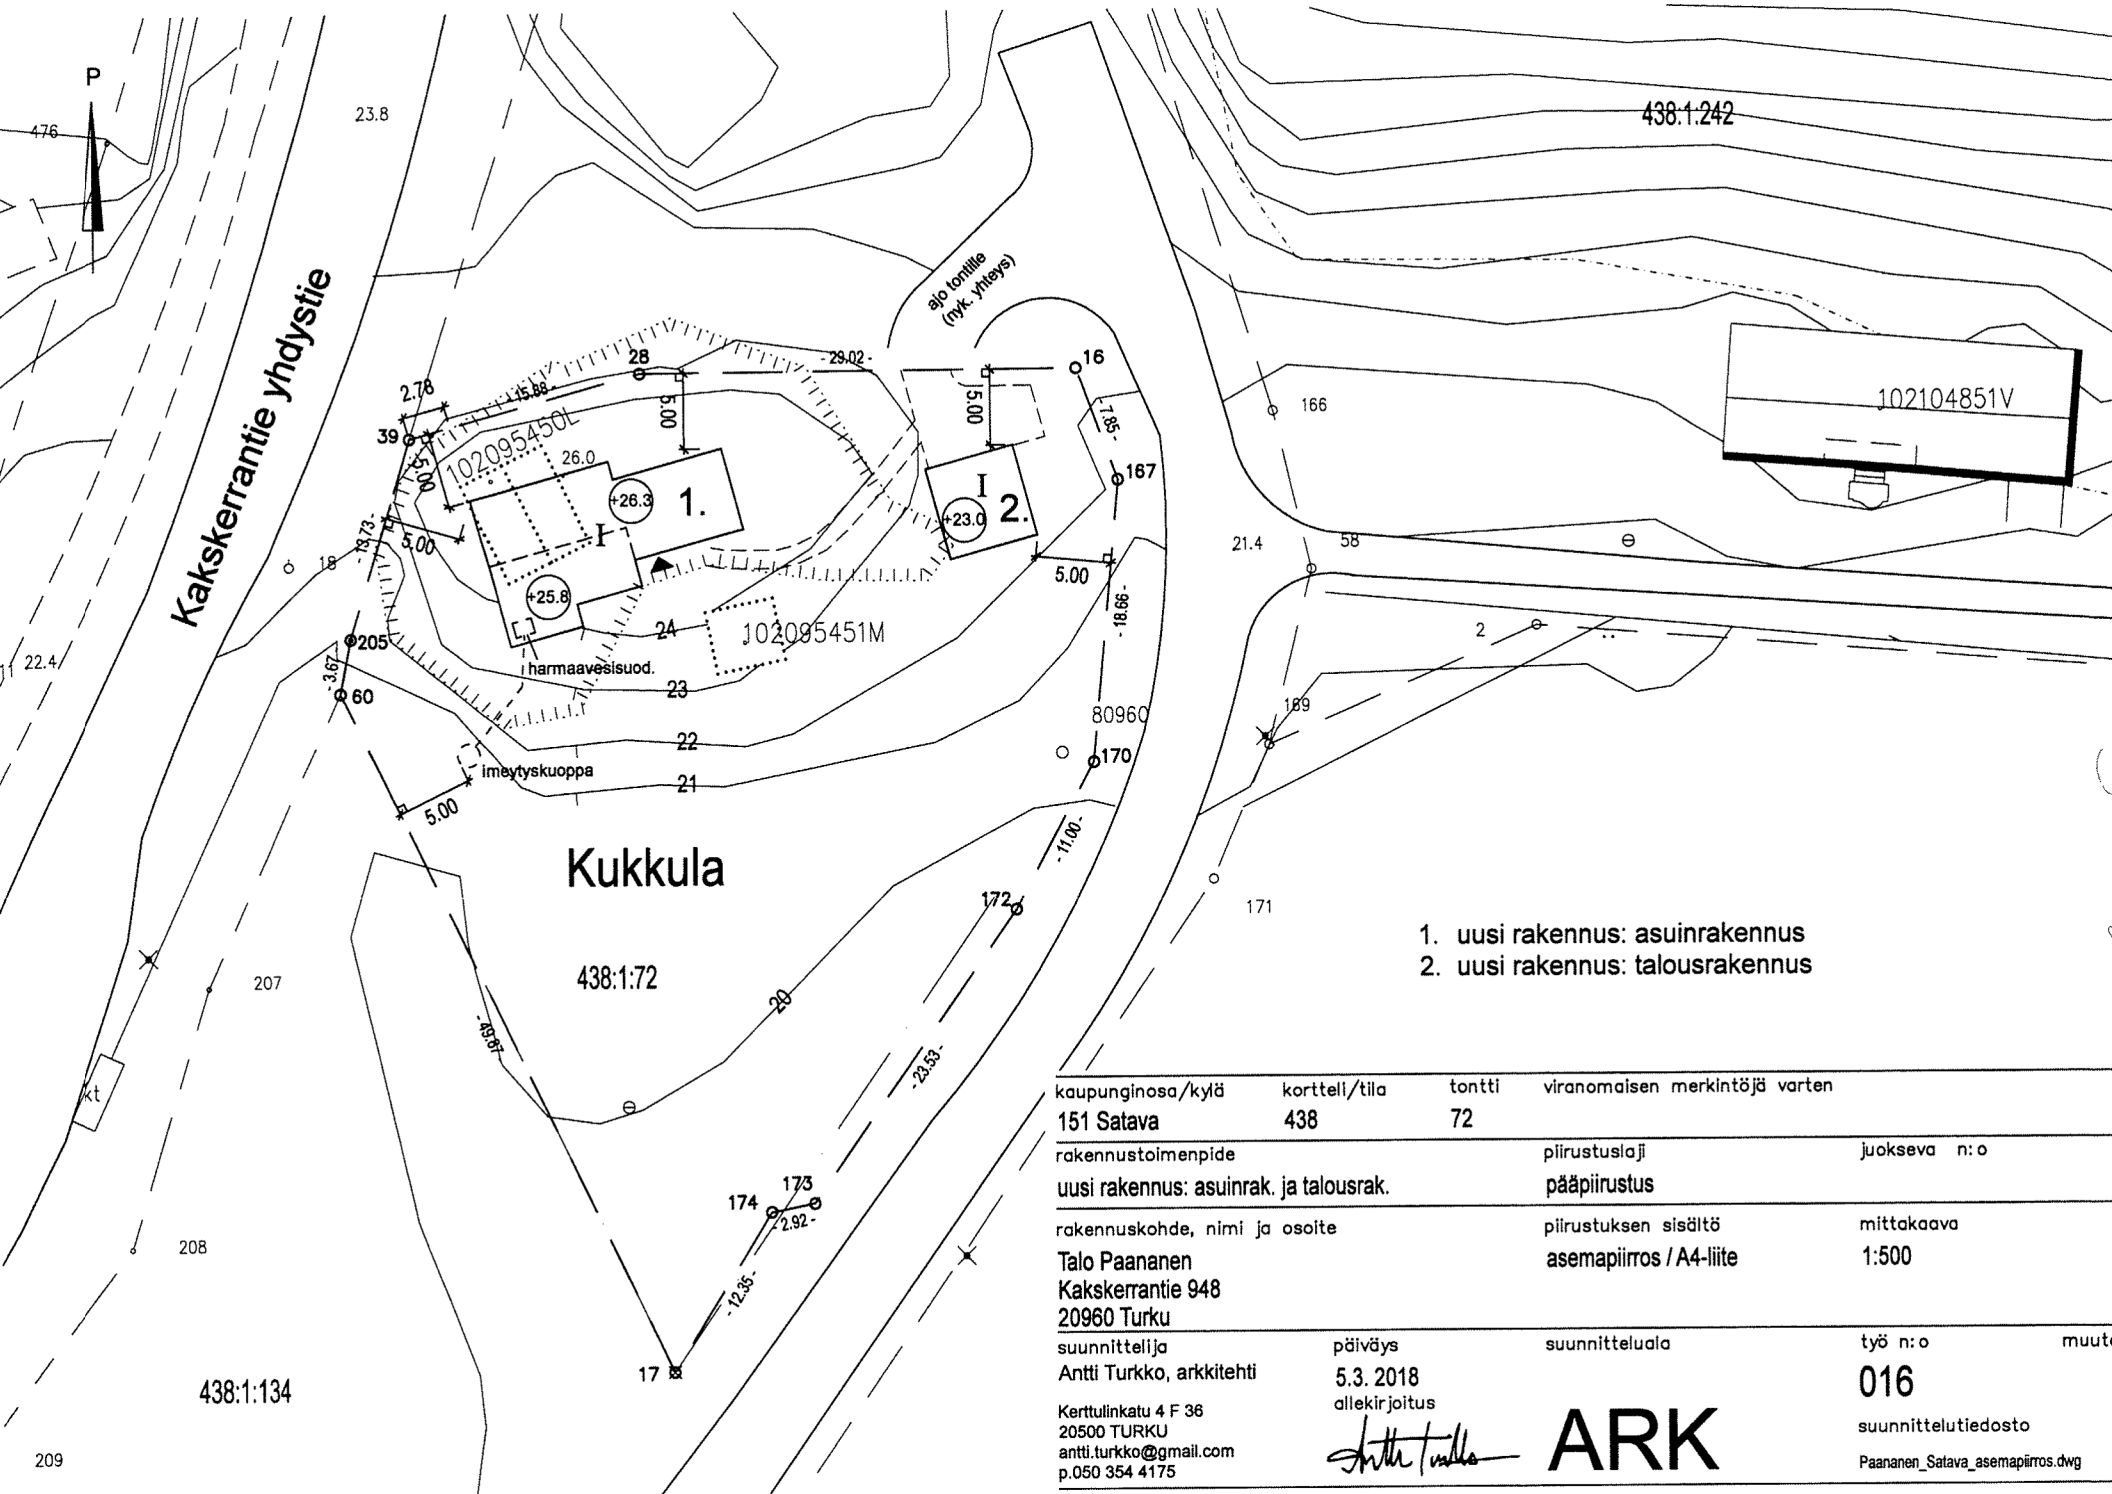 P
476
23.8
438:1:242
Kakskerrantie yhdystie
ajo tontille
(nyk. yhteys)
28
- 29.02 -
16
2.78
- 15.88 -
5.00
5.00
- 7.85 -
166
102104851V
39
102095450L
26.0
5.00
167
+26.3
1.
I
2.
+23.0
I
- 13.73 -
5.00
18
21.4
58
5.00
+25.8
- 18.66 -
24
102095451M
2
205
harmaavesisuod.
22.4
11
- 3.67 -
60
23
169
80960
22
170
imeytyskuoppa
21
5.00
- 11.00 -
Kukkula
172
171
1. uusi rakennus: asuinrakennus
2. uusi rakennus: talousrakennus
438:1:72
207
20
- 49.87 -
- 23.53 -
kt
173
174
- 2.92 -
208
- 12.35 -
17
438:1:134
209
kaupunginosa/kylä kortteli/tila tontti viranomaisen merkintöjä varten
151 Satava 438 72
rakennustoimenpide piirustuslaji juokseva n:o
uusi rakennus: asuinrak. ja talousrak. pääpiirustus
rakennuskohde, nimi ja osoite piirustuksen sisältö mittakaava
Talo Paananen asemapiirros / A4-liite 1:500
Kakskerrantie 948
20960 Turku
suunnittelija päiväys suunnitteluala työ n:o
Antti Turkko, arkkitehti 5.3. 2018 016
allekirjoitus
Kerttulinkatu 4 F 36
20500 TURKU
antti.turkko@gmail.com
p.050 354 4175
Antti Turkko
ARK
suunnittelutiedosto
Paananen_Satava_asemapiirros.dwg